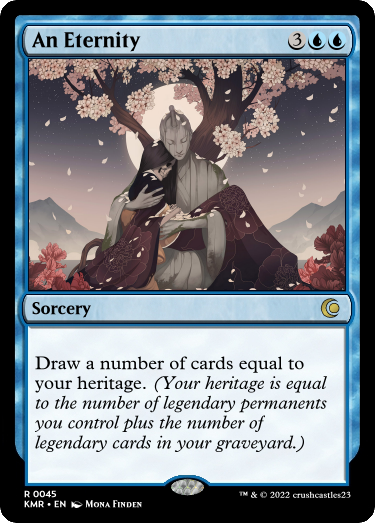 An Eternity 3
Sorcery
Draw a number of cards equal to
your heritage. (Your heritage is equal
to the number of legendary permanents
you control plus the number of
legendary cards in your graveyard.)
R 0045
KMR • EN Mona Finden
™ & © 2022 crushcastles23